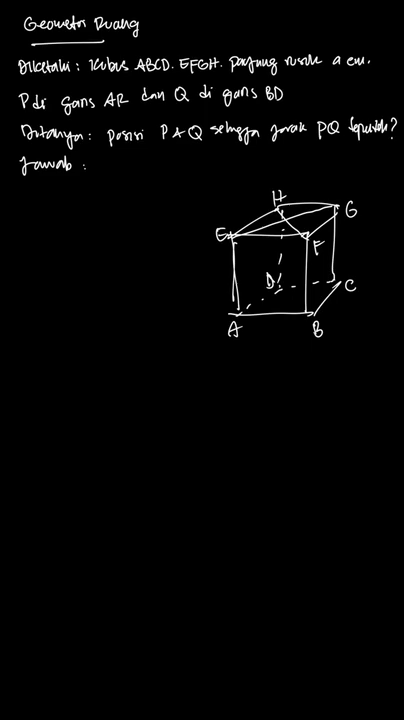 Geometri Ruang
Diketahui : Kubus ABCD. EFGH. panjang rusuk a cm.
P di garis AR dan Q di garis BD
Ditanya : posisi P & Q sehingga jarak PQ
Jawab :
H
G
E
F
D
C
A
B